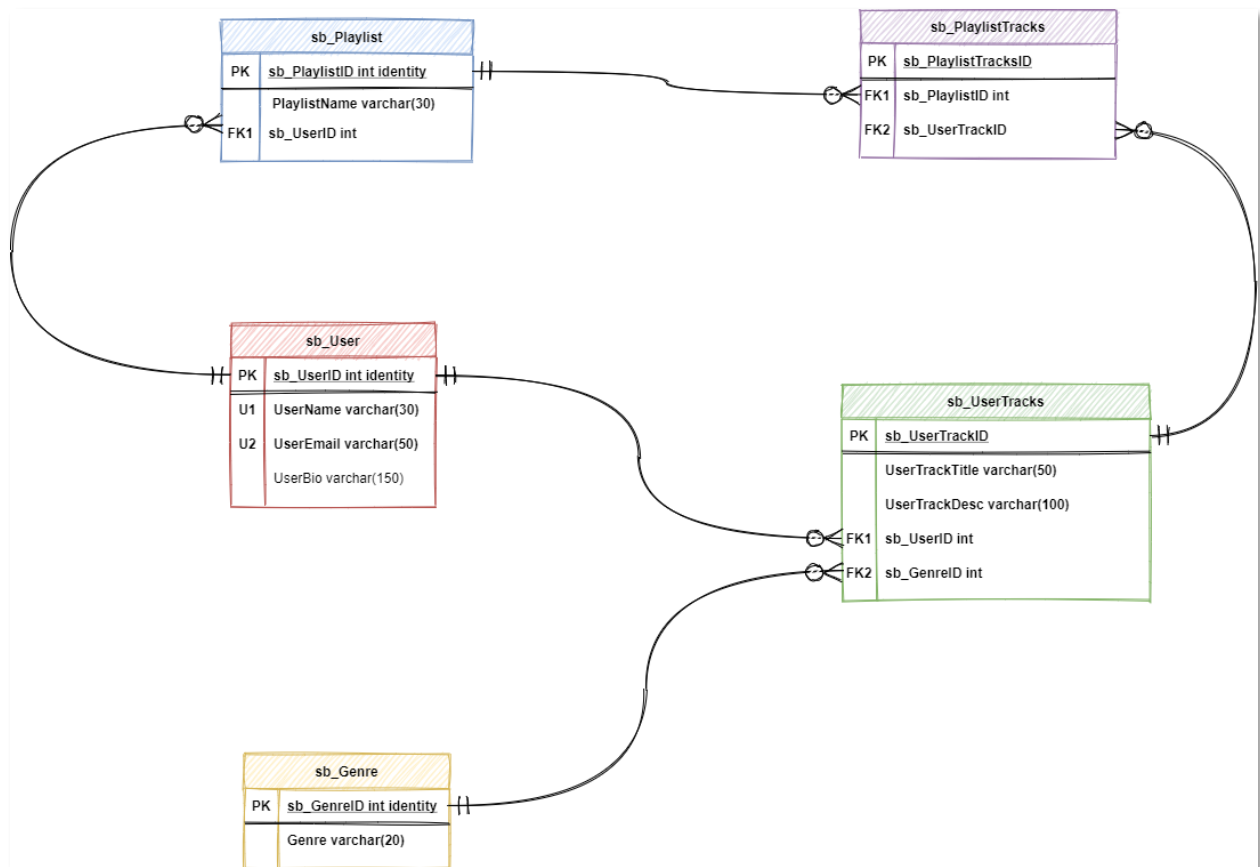 sb_Playlist
PK sb_PlaylistID int identity
PlaylistName varchar(30)
FK1 sb_UserID int
sb_PlaylistTracks
PK sb_PlaylistTracksID
FK1 sb_PlaylistID int
FK2 sb_UserTrackID
sb_User
PK sb_UserID int identity
U1 UserName varchar(30)
U2 UserEmail varchar(50)
UserBio varchar(150)
sb_UserTracks
PK sb_UserTrackID
UserTrackTitle varchar(50)
UserTrackDesc varchar(100)
FK1 sb_UserID int
FK2 sb_GenreID int
sb_Genre
PK sb_GenreID int identity
Genre varchar(20)